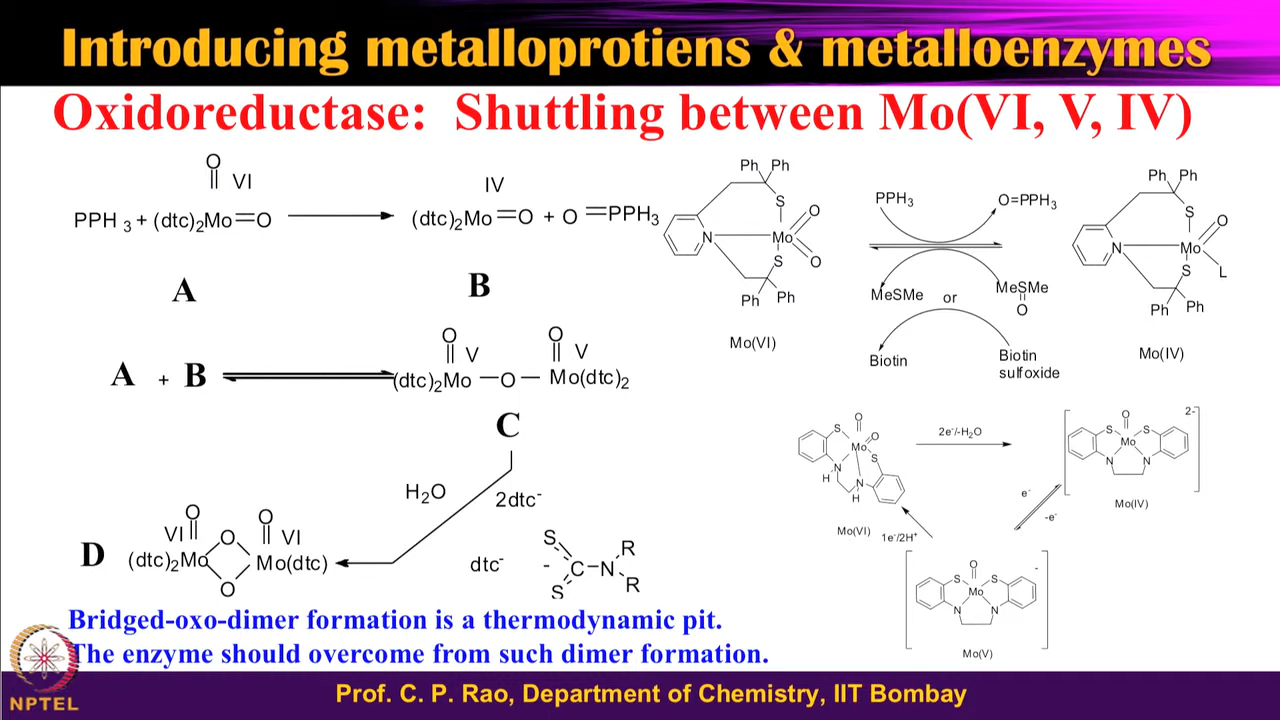 Introducing metalloprotiens & metalloenzymes
Oxidoreductase: Shuttling between Mo(VI, V, IV)
O
VI
PPH3 + (dtc)2Mo=O
IV
(dtc)2Mo=O + O=PPH3
A
B
A + B
O
V
O
V
(dtc)2Mo — O — Mo(dtc)2
C
H2O
2dtc-
D
VI
O
O
O
VI
(dtc)2Mo
Mo(dtc)
O
dtc-
S
S
-
C-N
R
R
Bridged-oxo-dimer formation is a thermodynamic pit.
The enzyme should overcome from such dimer formation.
Ph Ph
S
N
Mo
O
O
S
Ph
Ph
Mo(VI)
PPH3
O=PPH3
MeSMe
or
MeSMe
O
Biotin
Biotin
sulfoxide
Ph Ph
S
N
Mo
O
L
S
Ph
Ph
Mo(IV)
O
S
Mo
O
S
N
H
N
H
Mo(VI)
2e-/-H2O
O
2-
S
Mo
S
N
N
Mo(IV)
e-
-e-
1e-/2H+
O
-
S
Mo
S
N
N
Mo(V)
NPTEL
Prof. C. P. Rao, Department of Chemistry, IIT Bombay